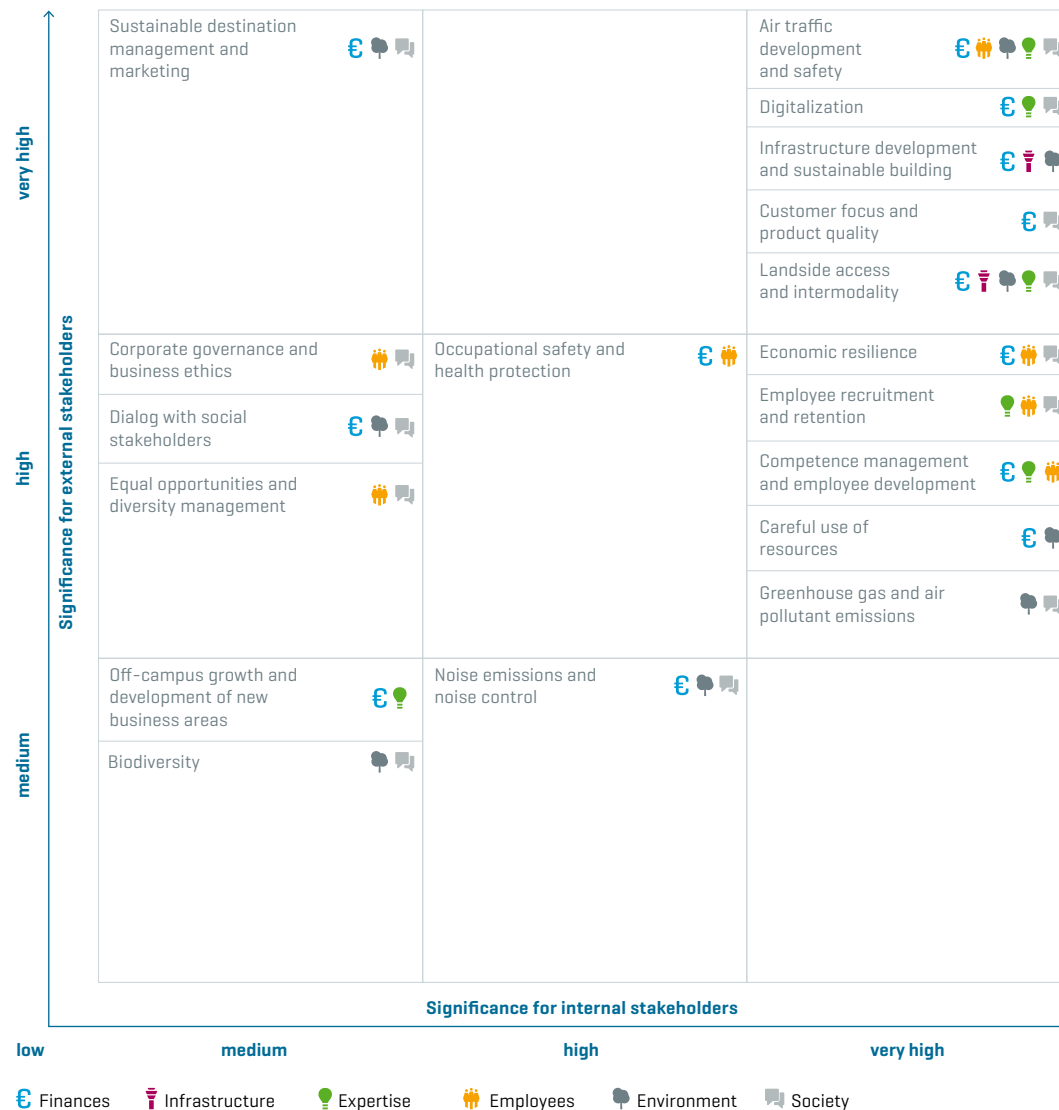 Sustainable destination
management and
marketing
Air traffic
development
and safety
Digitalization
Infrastructure development
and sustainable building
Customer focus and
product quality
Landside access
and intermodality
very high
Corporate governance and
business ethics
Dialog with social
stakeholders
Equal opportunities and
diversity management
Occupational safety and
health protection
Economic resilience
Employee recruitment
and retention
Competence management
and employee development
Careful use of
resources
Greenhouse gas and air
pollutant emissions
high
Significance for external stakeholders
Off-campus growth and
development of new
business areas
Biodiversity
Noise emissions and
noise control
medium
Significance for internal stakeholders
low
medium
high
very high
€ Finances
Infrastructure
Expertise
Employees
Environment
Society